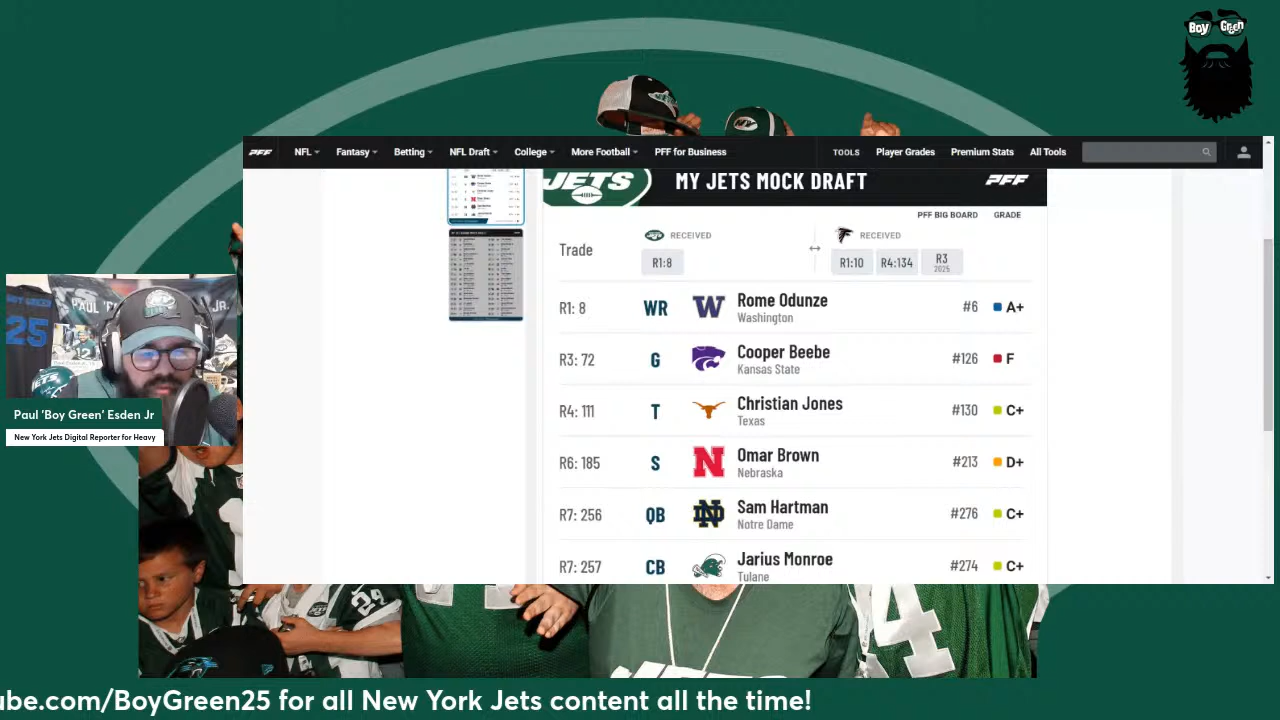 Boy Green
PFF NFL Fantasy Betting NFL Draft College More Football PFF for Business TOOLS Player Grades Premium Stats All Tools
JETS MY JETS MOCK DRAFT PFF
PFF BIG BOARD GRADE
Trade RECEIVED RECEIVED
R1:8 R1:10 R4:134 R3 2025
R1: 8 WR Rome Odunze #6 A+
Washington
R3: 72 G Cooper Beebe #126 F
Kansas State
R4: 111 T Christian Jones #130 C+
Texas
R6: 185 S Omar Brown #213 D+
Nebraska
R7: 256 QB Sam Hartman #276 C+
Notre Dame
R7: 257 CB Jarius Monroe #274 C+
Tulane
25
JETS
Paul 'Boy Green' Esden Jr
New York Jets Digital Reporter for Heavy
ube.com/BoyGreen25 for all New York Jets content all the time!